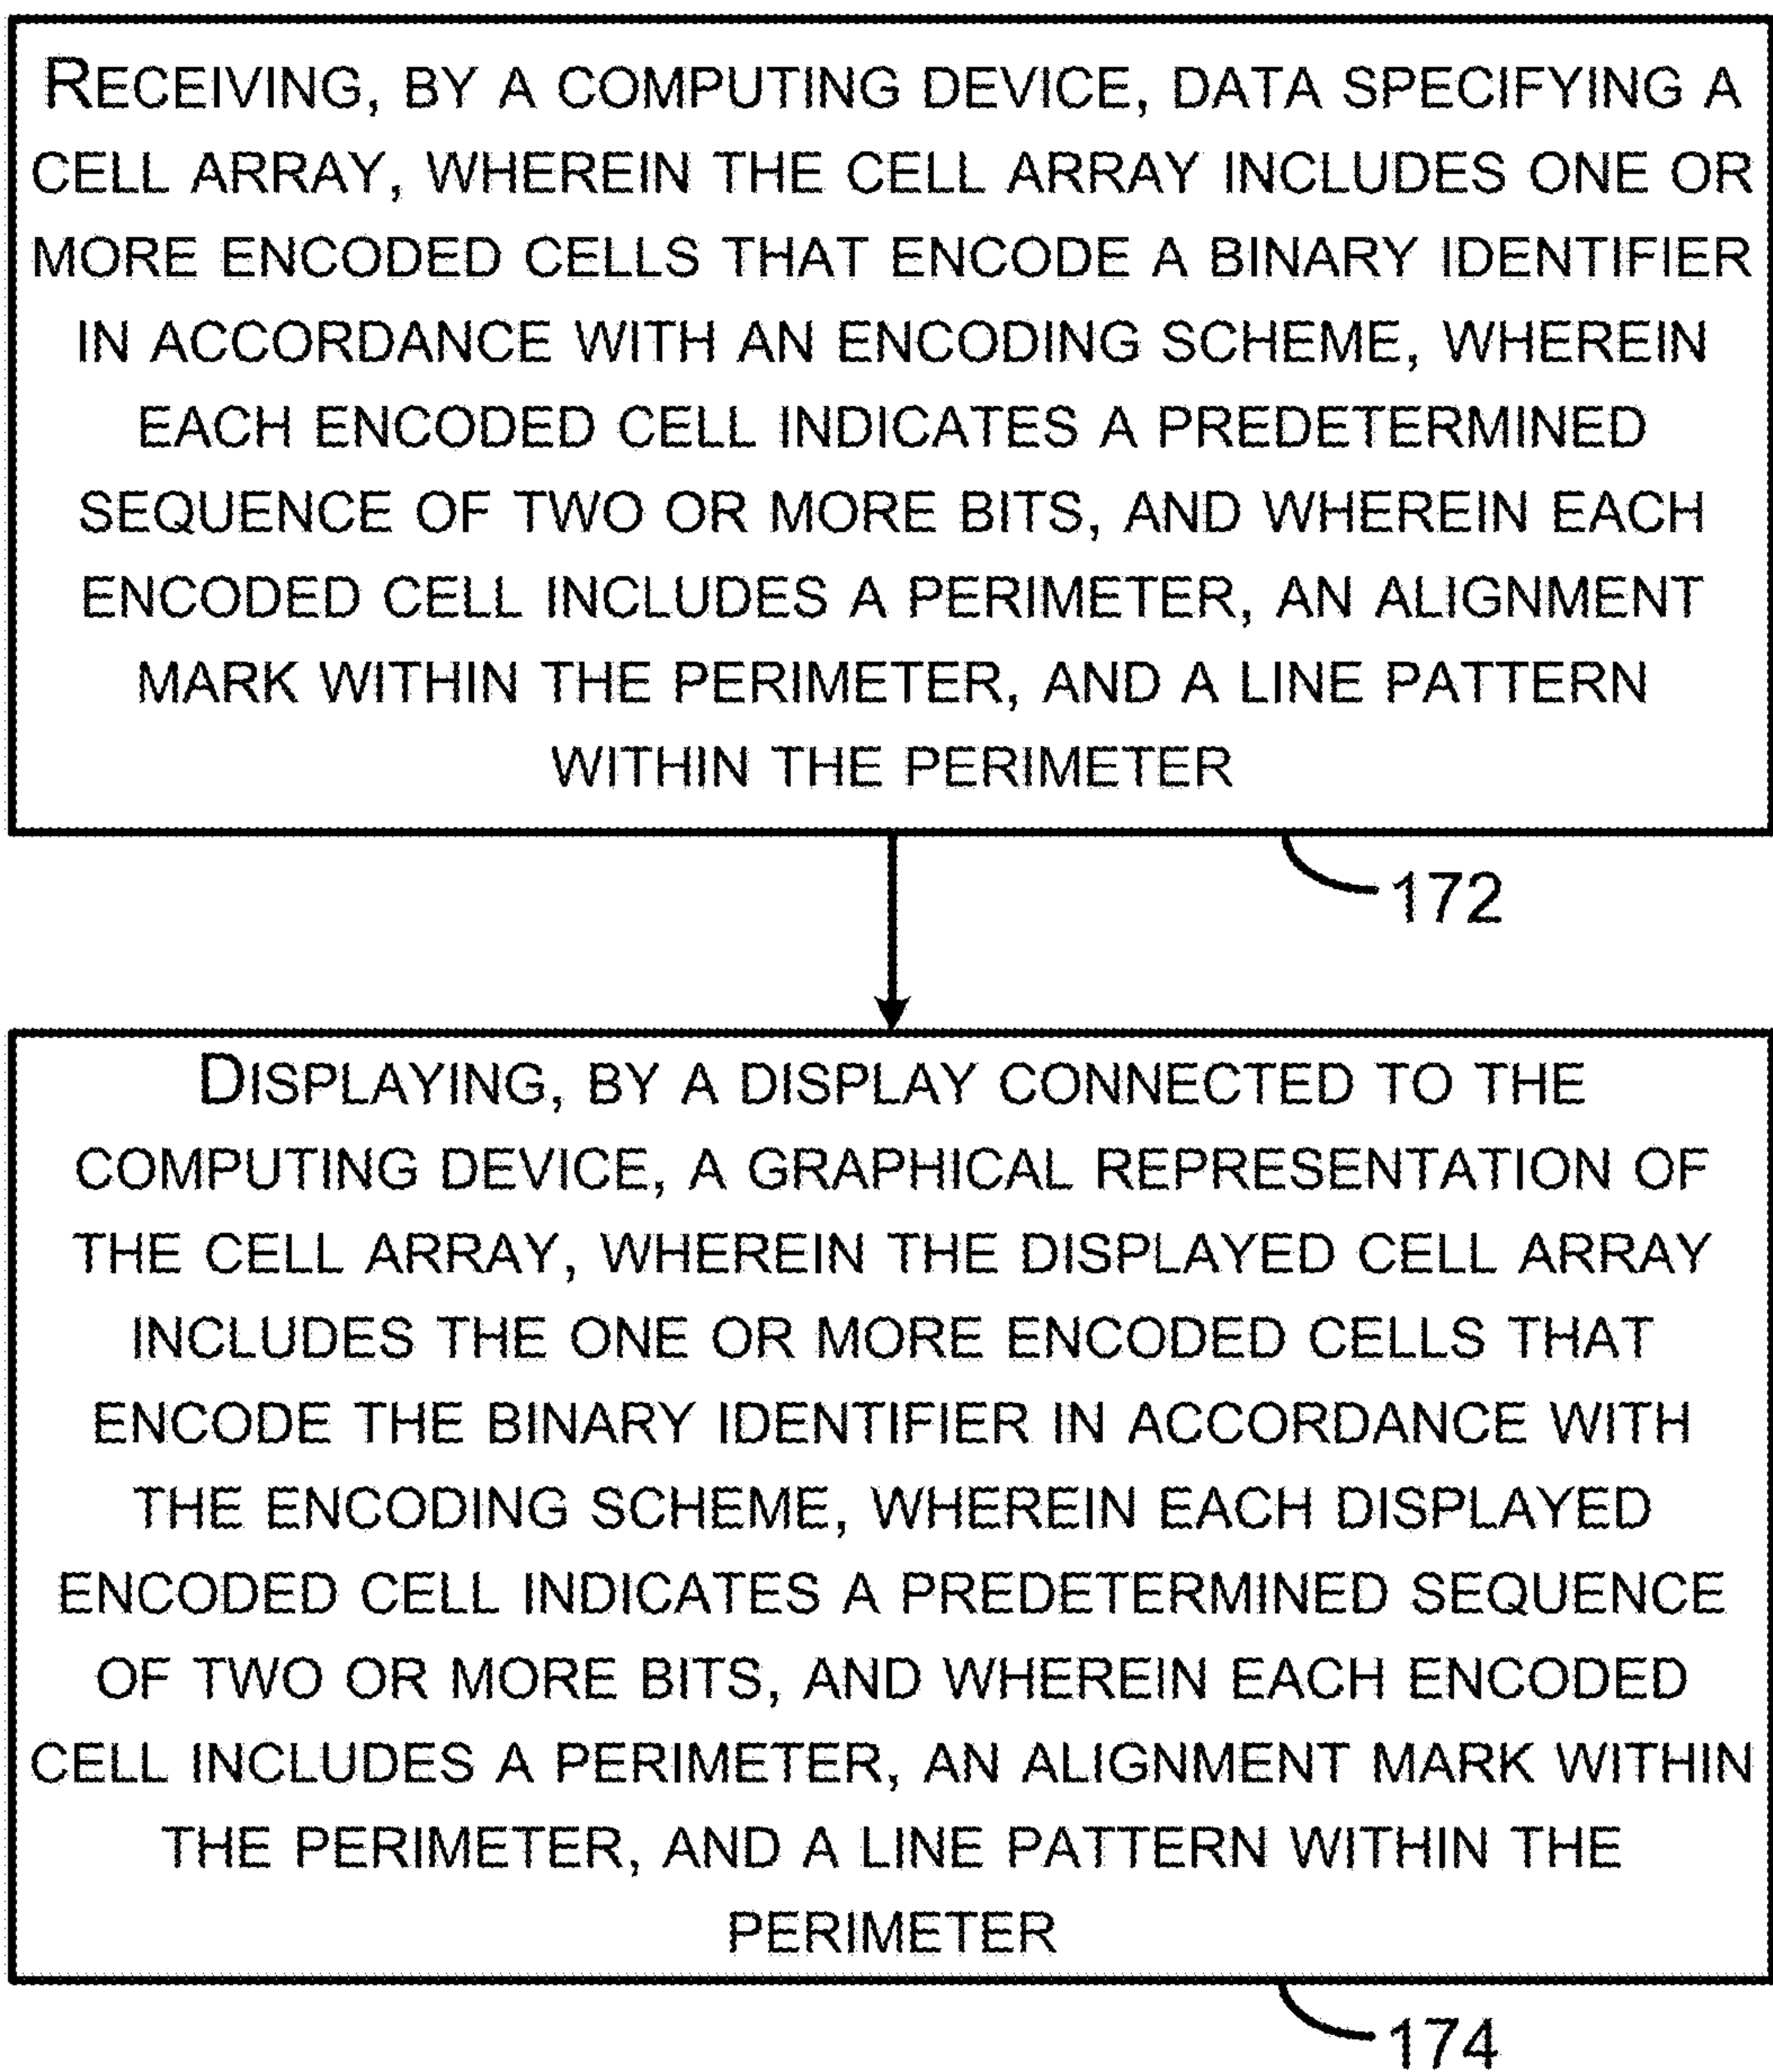 RECEIVING, BY A COMPUTING DEVICE, DATA SPECIFYING A
CELL ARRAY, WHEREIN THE CELL ARRAY INCLUDES ONE OR
MORE ENCODED CELLS THAT ENCODE A BINARY IDENTIFIER
IN ACCORDANCE WITH AN ENCODING SCHEME, WHEREIN
EACH ENCODED CELL INDICATES A PREDETERMINED
SEQUENCE OF TWO OR MORE BITS, AND WHEREIN EACH
ENCODED CELL INCLUDES A PERIMETER, AN ALIGNMENT
MARK WITHIN THE PERIMETER, AND A LINE PATTERN
WITHIN THE PERIMETER
172
DISPLAYING, BY A DISPLAY CONNECTED TO THE
COMPUTING DEVICE, A GRAPHICAL REPRESENTATION OF
THE CELL ARRAY, WHEREIN THE DISPLAYED CELL ARRAY
INCLUDES THE ONE OR MORE ENCODED CELLS THAT
ENCODE THE BINARY IDENTIFIER IN ACCORDANCE WITH
THE ENCODING SCHEME, WHEREIN EACH DISPLAYED
ENCODED CELL INDICATES A PREDETERMINED SEQUENCE
OF TWO OR MORE BITS, AND WHEREIN EACH ENCODED
CELL INCLUDES A PERIMETER, AN ALIGNMENT MARK WITHIN
THE PERIMETER, AND A LINE PATTERN WITHIN THE
PERIMETER
174